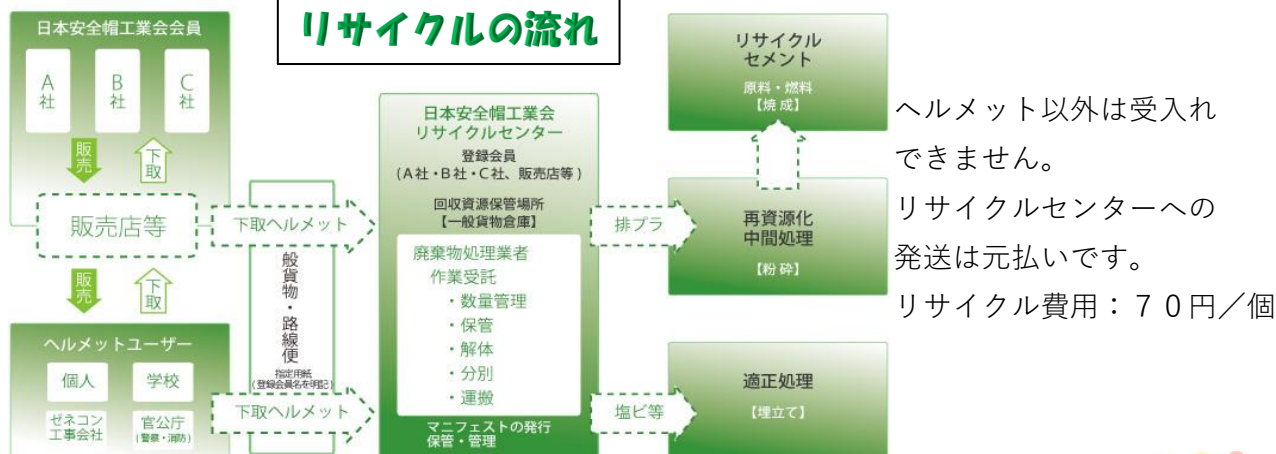 リサイクルの流れ
日本安全帽工業会会員
A社
B社
C社
販売
下取
販売店等
販売
下取
ヘルメットユーザー
個人
学校
ゼネコン
工事会社
官公庁
(警察・消防)
下取ヘルメット
般貨物・路線便
指定用紙
(登録会員名を明記)
下取ヘルメット
日本安全帽工業会
リサイクルセンター
登録会員
(A社・B社・C社、販売店等)
回収資源保管場所
【一般貨物倉庫】
廃棄物処理業者
作業受託
・数量管理
・保管
・解体
・分別
・運搬
マニフェストの発行
保管・管理
排プラ
塩ビ等
リサイクル
セメント
原料・燃料
【焼成】
再資源化
中間処理
【粉砕】
適正処理
【埋立て】
ヘルメット以外は受入れ
できません。
リサイクルセンターへの
発送は元払いです。
リサイクル費用：７０円／個